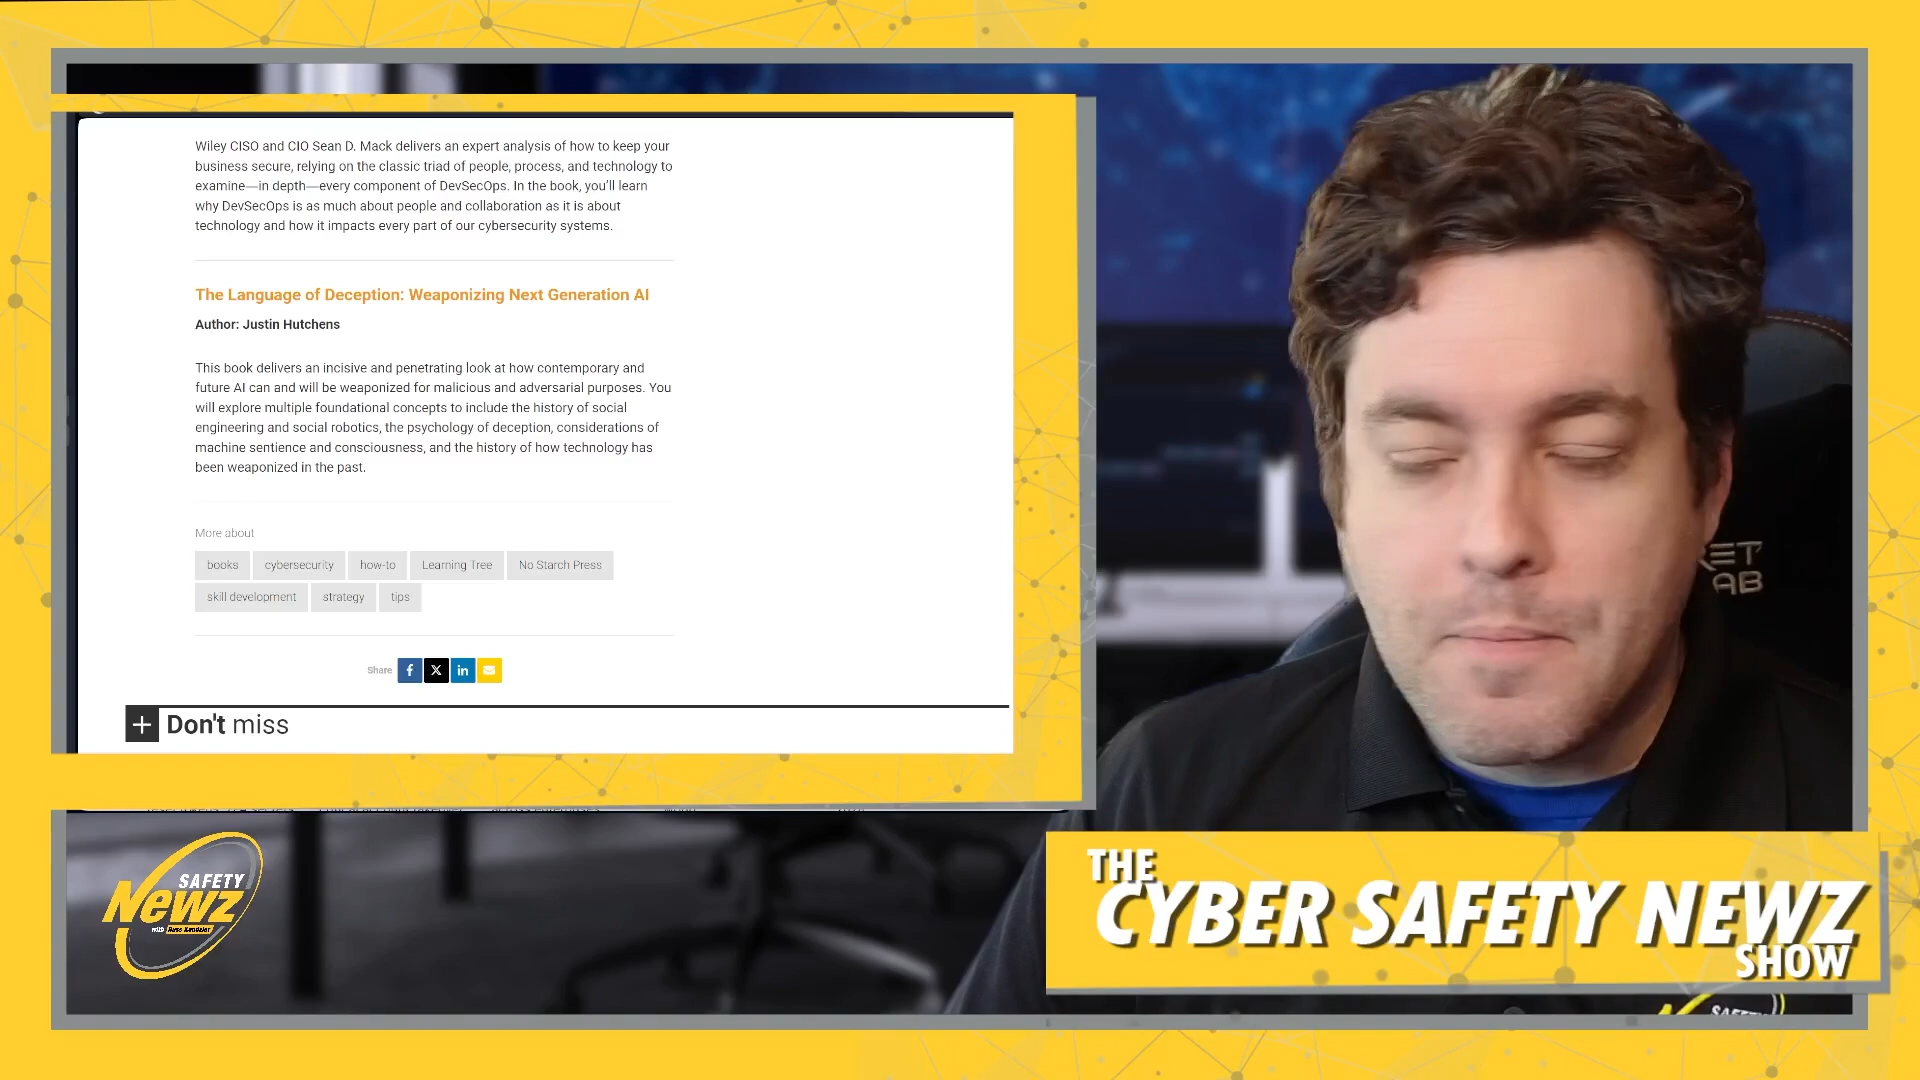 Wiley CISO and CIO Sean D. Mack delivers an expert analysis of how to keep your
business secure, relying on the classic triad of people, process, and technology to
examine—in depth—every component of DevSecOps. In the book, you'll learn
why DevSecOps is as much about people and collaboration as it is about
technology and how it impacts every part of our cybersecurity systems.
The Language of Deception: Weaponizing Next Generation AI
Author: Justin Hutchens
This book delivers an incisive and penetrating look at how contemporary and
future AI can and will be weaponized for malicious and adversarial purposes. You
will explore multiple foundational concepts to include the history of social
engineering and social robotics, the psychology of deception, considerations of
machine sentience and consciousness, and the history of how technology has
been weaponized in the past.
More about
books cybersecurity how-to Learning Tree No Starch Press
skill development strategy tips
Share
+ Don't miss
SAFETY
Newz
with
THE
CYBER SAFETY NEWZ
SHOW
ET
AB
SAFETY